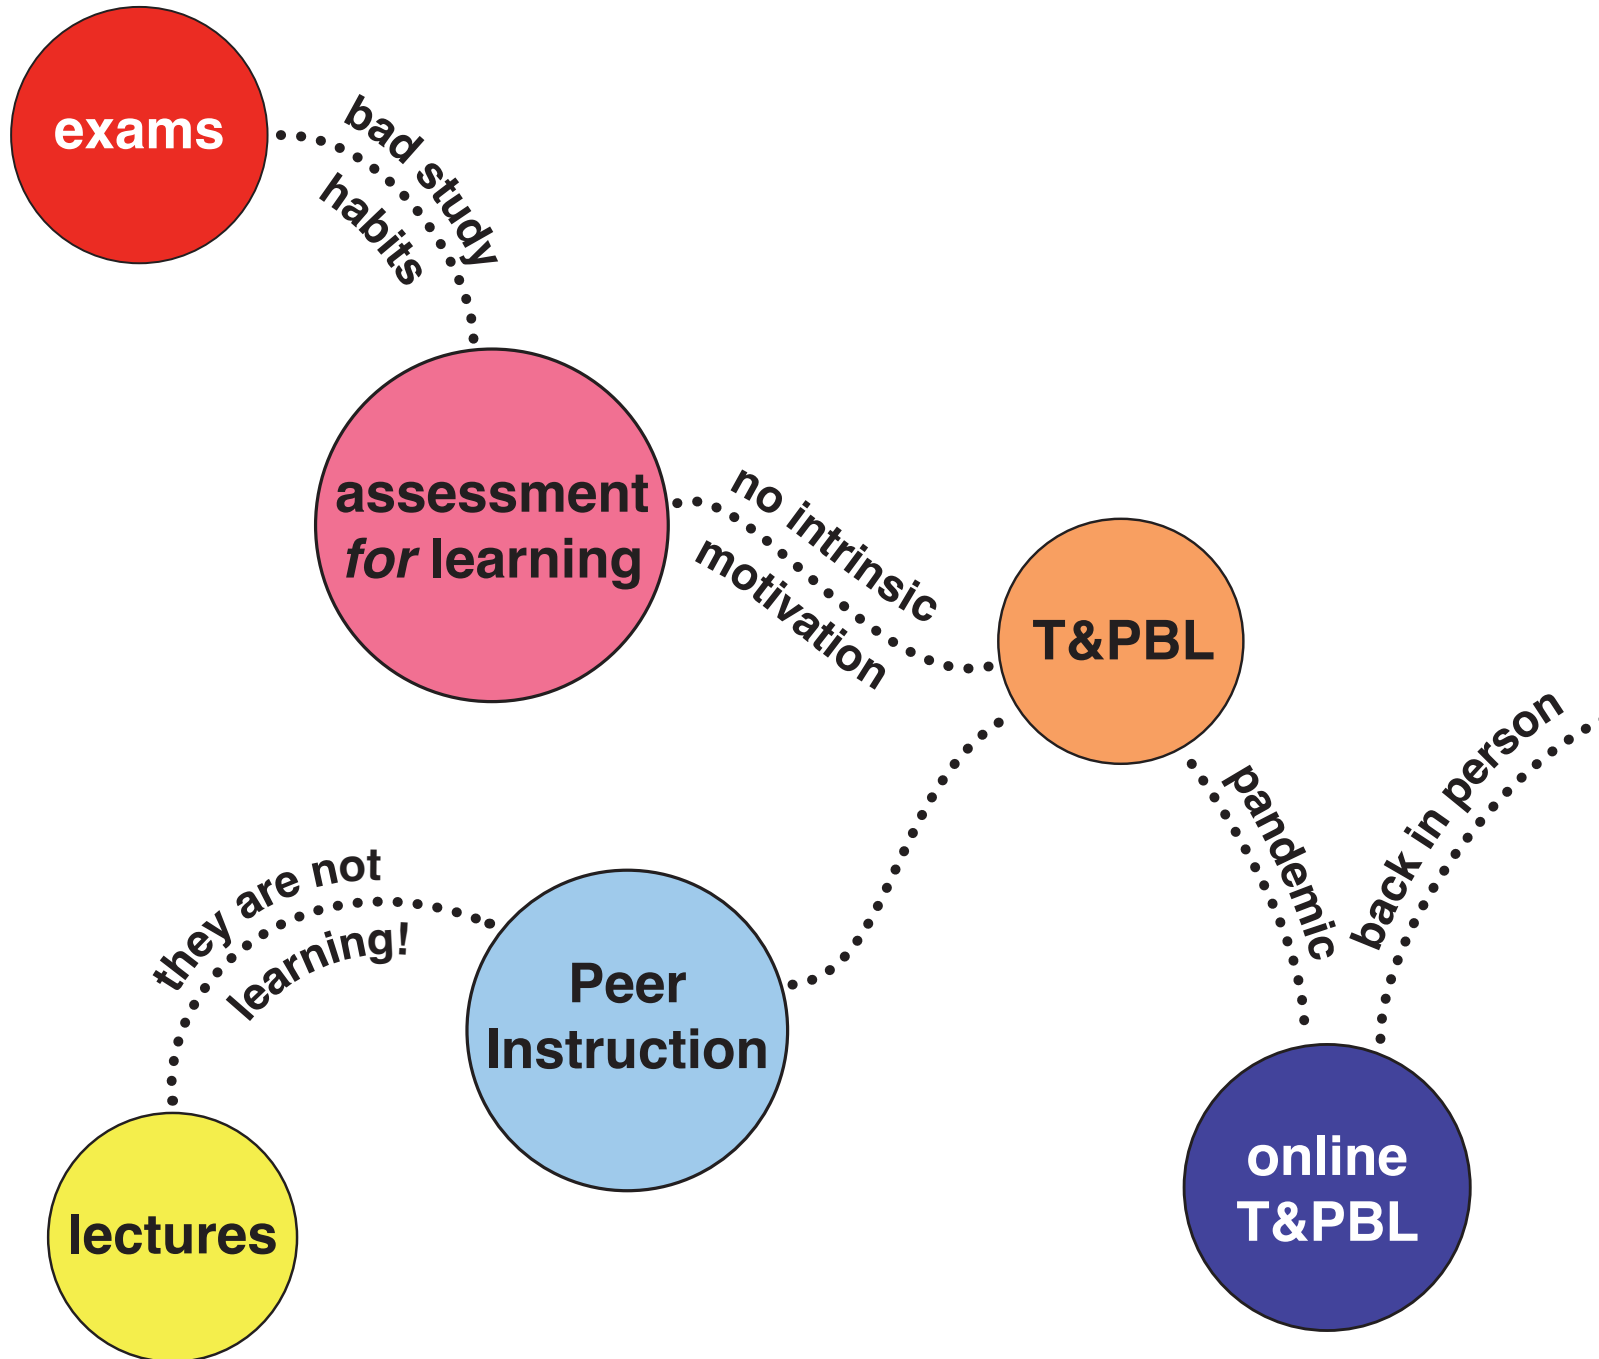 exams
bad study
habits
assessment
for learning
no intrinsic
motivation
T&PBL
pandemic
back in person
they are not
learning!
Peer
Instruction
lectures
online
T&PBL